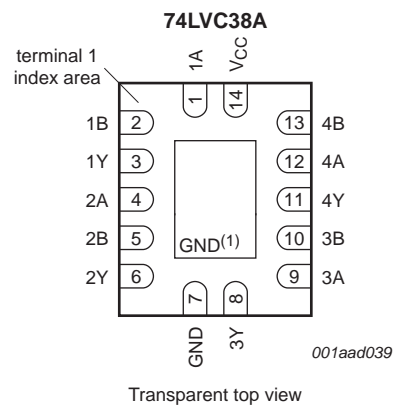 74LVC38A
terminal 1
index area
1A
VCC
1
14
1B 2
13 4B
1Y 3
12 4A
2A 4
11 4Y
2B 5
10 3B
GND(1)
2Y 6
9 3A
7
8
GND
3Y
001aad039
Transparent top view